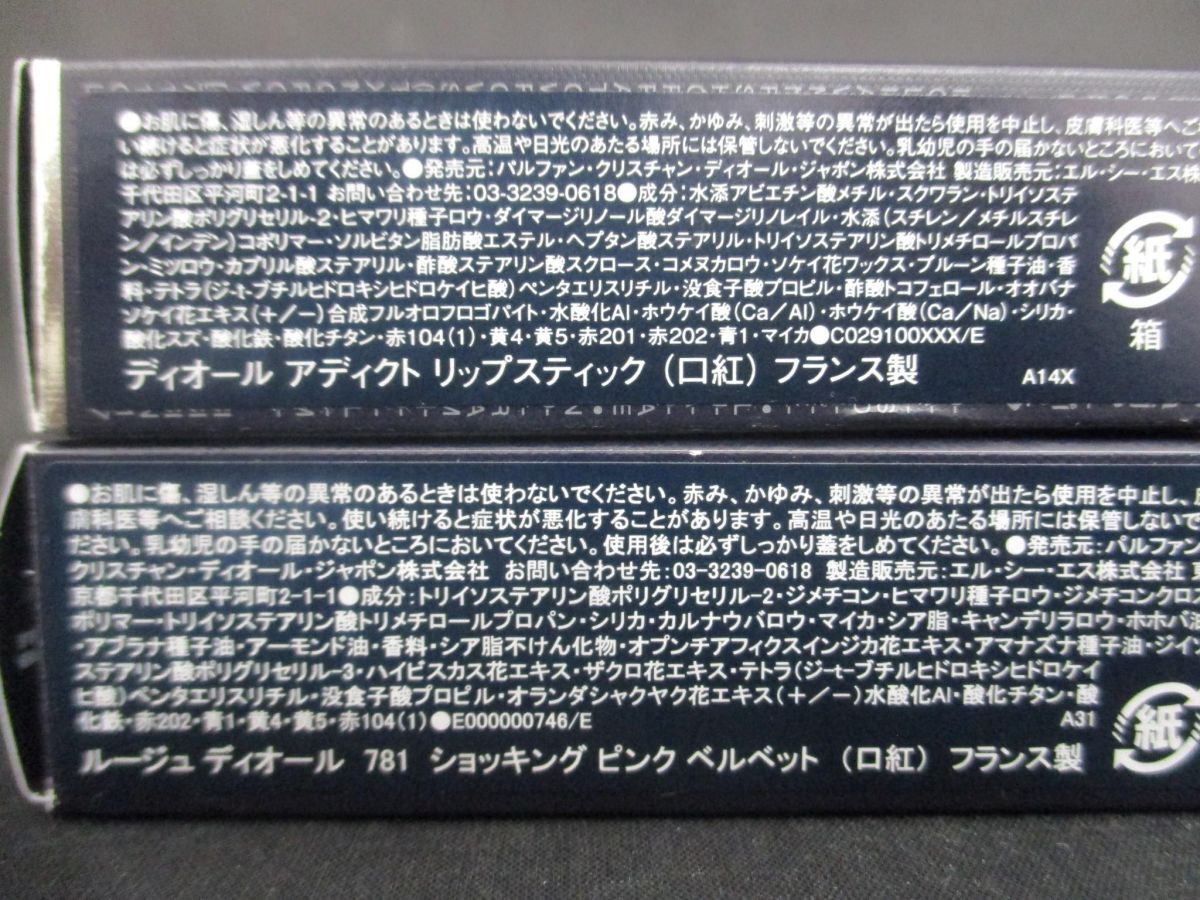 ●お肌に傷、湿しん等の異常のあるときは使わないでください。赤み、かゆみ、刺激等の異常が出たら使用を中止し、皮膚科医等へご
い続けると症状が悪化することがあります。高温や日光のあたる場所には保管しないでください。乳幼児の手の届かないところにおいて
は必ずしっかり蓋をしめてください。●発売元：パルファン・クリスチャン・ディオール・ジャポン株式会社 製造販売元：エル・シー・エス株
千代田区平河町2-1-1 お問い合わせ先：03-3239-0618●成分：水添アビエチン酸メチル・スクワラン・トリイソステ
アリン酸ポリグリセリル-2・ヒマワリ種子ロウ・ダイマージリノール酸ダイマージリノレイル・水添（スチレン／メチルスチレ
ン／インデン）コポリマー・ソルビタン脂肪酸エステル・ヘプタン酸ステアリル・トリイソステアリン酸トリメチロールプロパ
ン・ミツロウ・カプリル酸ステアリル・酢酸ステアリン酸スクロース・コメヌカロウ・ソケイ花ワックス・プルーン種子油・香
料・テトラ（ジ-t-ブチルヒドロキシヒドロケイヒ酸）ペンタエリスリチル・没食子酸プロピル・酢酸トコフェロール・オオバナ
ソケイ花エキス（＋／－）合成フルオロフロゴパイト・水酸化Al・ホウケイ酸（Ca／Al）・ホウケイ酸（Ca／Na）・シリカ・
酸化スズ・酸化鉄・酸化チタン・赤104（1）・黄4・黄5・赤201・赤202・青1・マイカ●C029100XXX/E
ディオール アディクト リップスティック（口紅）フランス製 A14X
紙
箱
●お肌に傷、湿しん等の異常のあるときは使わないでください。赤み、かゆみ、刺激等の異常が出たら使用を中止し、
膚科医等へご相談ください。使い続けると症状が悪化することがあります。高温や日光のあたる場所には保管しないで
ださい。乳幼児の手の届かないところにおいてください。使用後は必ずしっかり蓋をしめてください。●発売元：パルファン
クリスチャン・ディオール・ジャポン株式会社 お問い合わせ先：03-3239-0618 製造販売元：エル・シー・エス株式会社 東
京都千代田区平河町2-1-1●成分：トリイソステアリン酸ポリグリセリル-2・ジメチコン・ヒマワリ種子ロウ・ジメチコンクロス
ポリマー・トリイソステアリン酸トリメチロールプロパン・シリカ・カルナウバロウ・マイカ・シア脂・キャンデリラロウ・ホホバ油
・アブラナ種子油・アーモンド油・香料・シア脂不けん化物・オプンチアフィクスインジカ花エキス・アマナズナ種子油・ジイソ
ステアリン酸ポリグリセリル-3・ハイビスカス花エキス・ザクロ花エキス・テトラ（ジ-t-ブチルヒドロキシヒドロケイ
ヒ酸）ペンタエリスリチル・没食子酸プロピル・オランダシャクヤク花エキス（＋／－）水酸化Al・酸化チタン・酸
化鉄・赤202・青1・黄4・黄5・赤104（1）●E000000746/E A31
ルージュ ディオール 781 ショッキング ピンク ベルベット（口紅）フランス製
紙